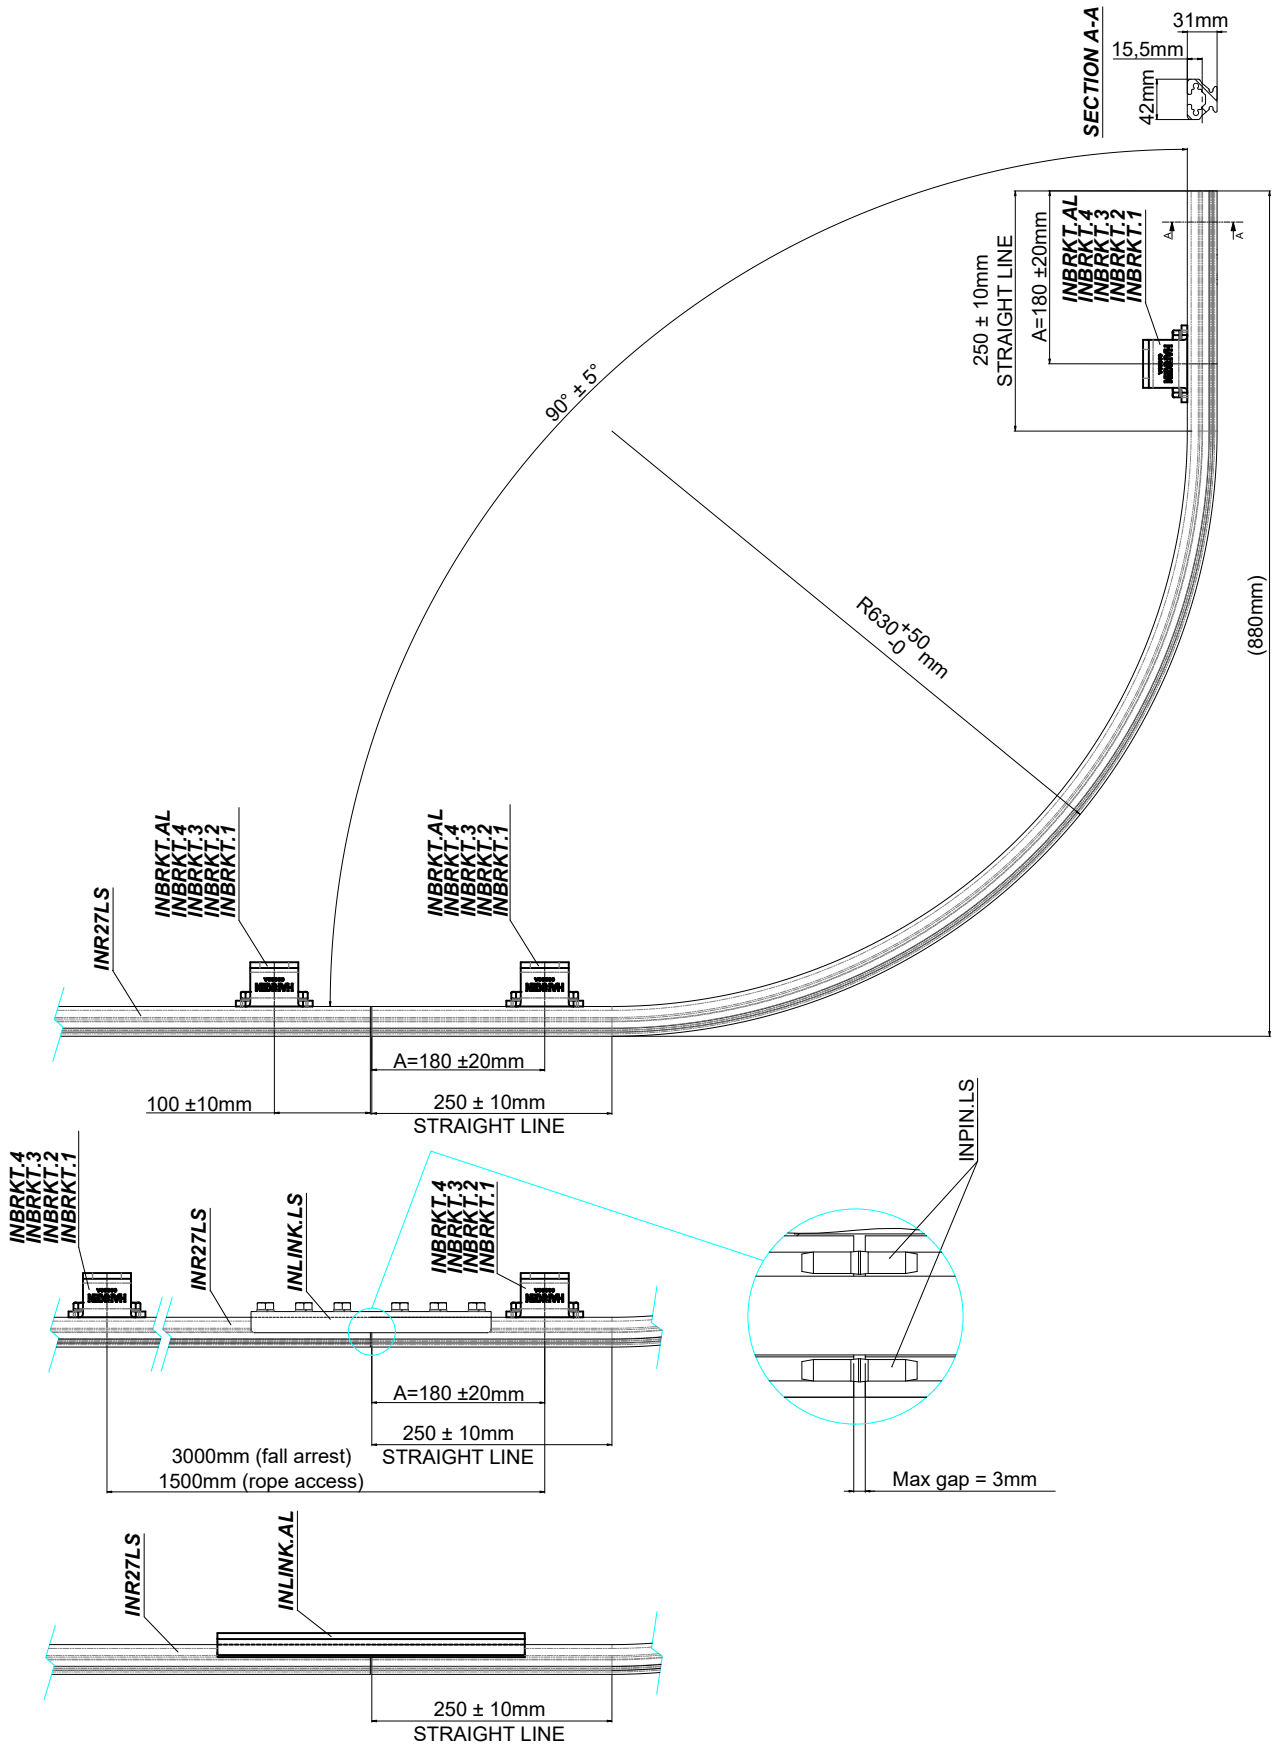 SECTION A-A
31mm
15,5mm
42mm
90° ± 5°
250 ± 10mm
STRAIGHT LINE
A=180 ±20mm
INBRKT.AL
INBRKT.4
INBRKT.3
INBRKT.2
INBRKT.1
A
A
HARKEN
R630 +50 -0 mm
(880mm)
INR27LS
INBRKT.AL
INBRKT.4
INBRKT.3
INBRKT.2
INBRKT.1
HARKEN
INBRKT.AL
INBRKT.4
INBRKT.3
INBRKT.2
INBRKT.1
HARKEN
A=180 ±20mm
100 ±10mm
250 ± 10mm
STRAIGHT LINE
INBRKT.4
INBRKT.3
INBRKT.2
INBRKT.1
HARKEN
INR27LS
INLINK.LS
INBRKT.4
INBRKT.3
INBRKT.2
INBRKT.1
HARKEN
INPIN.LS
A=180 ±20mm
250 ± 10mm
STRAIGHT LINE
3000mm (fall arrest)
1500mm (rope access)
Max gap = 3mm
INR27LS
INLINK.AL
250 ± 10mm
STRAIGHT LINE